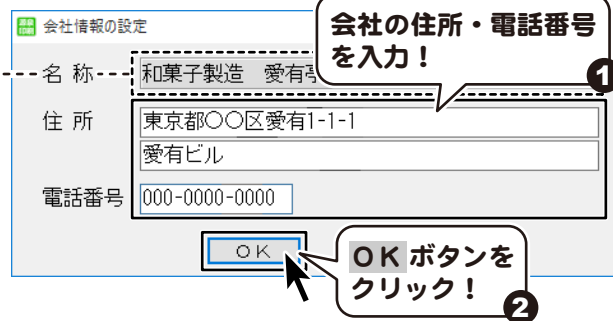 会社情報の設定
会社の住所・電話番号
を入力！
1
名 称
和菓子製造　愛有
住 所
東京都〇〇区愛有1-1-1
愛有ビル
電話番号
000-0000-0000
ＯＫ
ＯＫ ボタンを
クリック！
2